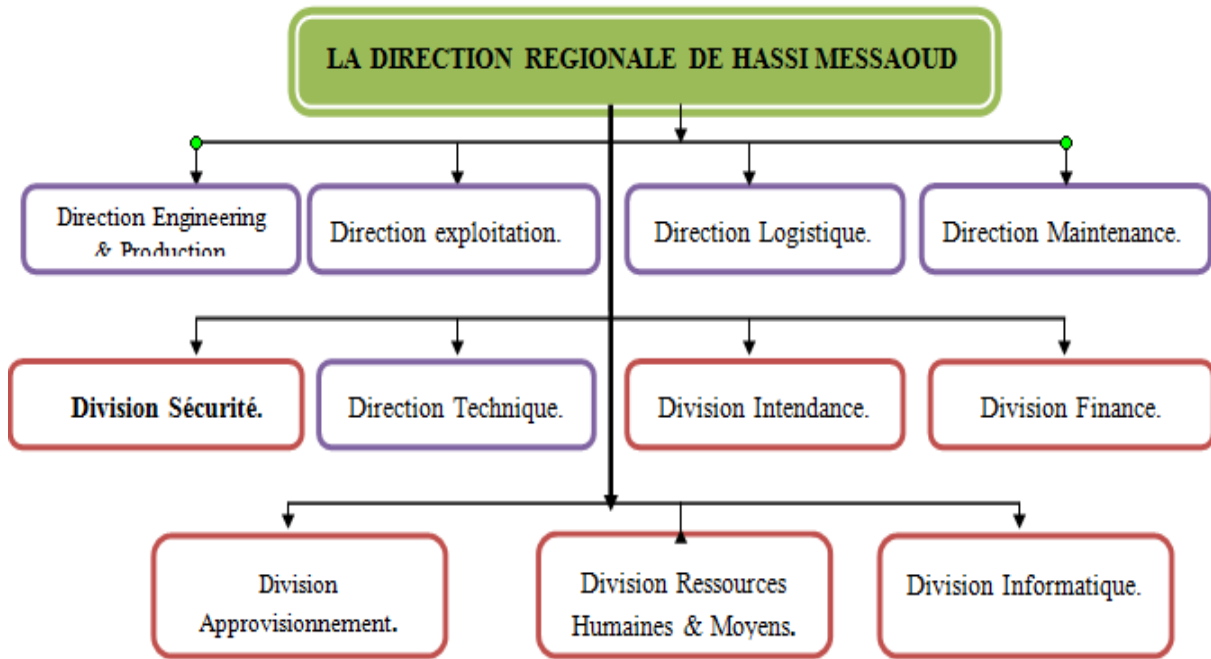 LA DIRECTION REGIONALE DE HASSI MESSAOUD
Direction Engineering
& Production
Direction exploitation.
Direction Logistique.
Direction Maintenance.
Division Sécurité.
Direction Technique.
Division Intendance.
Division Finance.
Division
Approvisionnement.
Division Ressources
Humaines & Moyens.
Division Informatique.